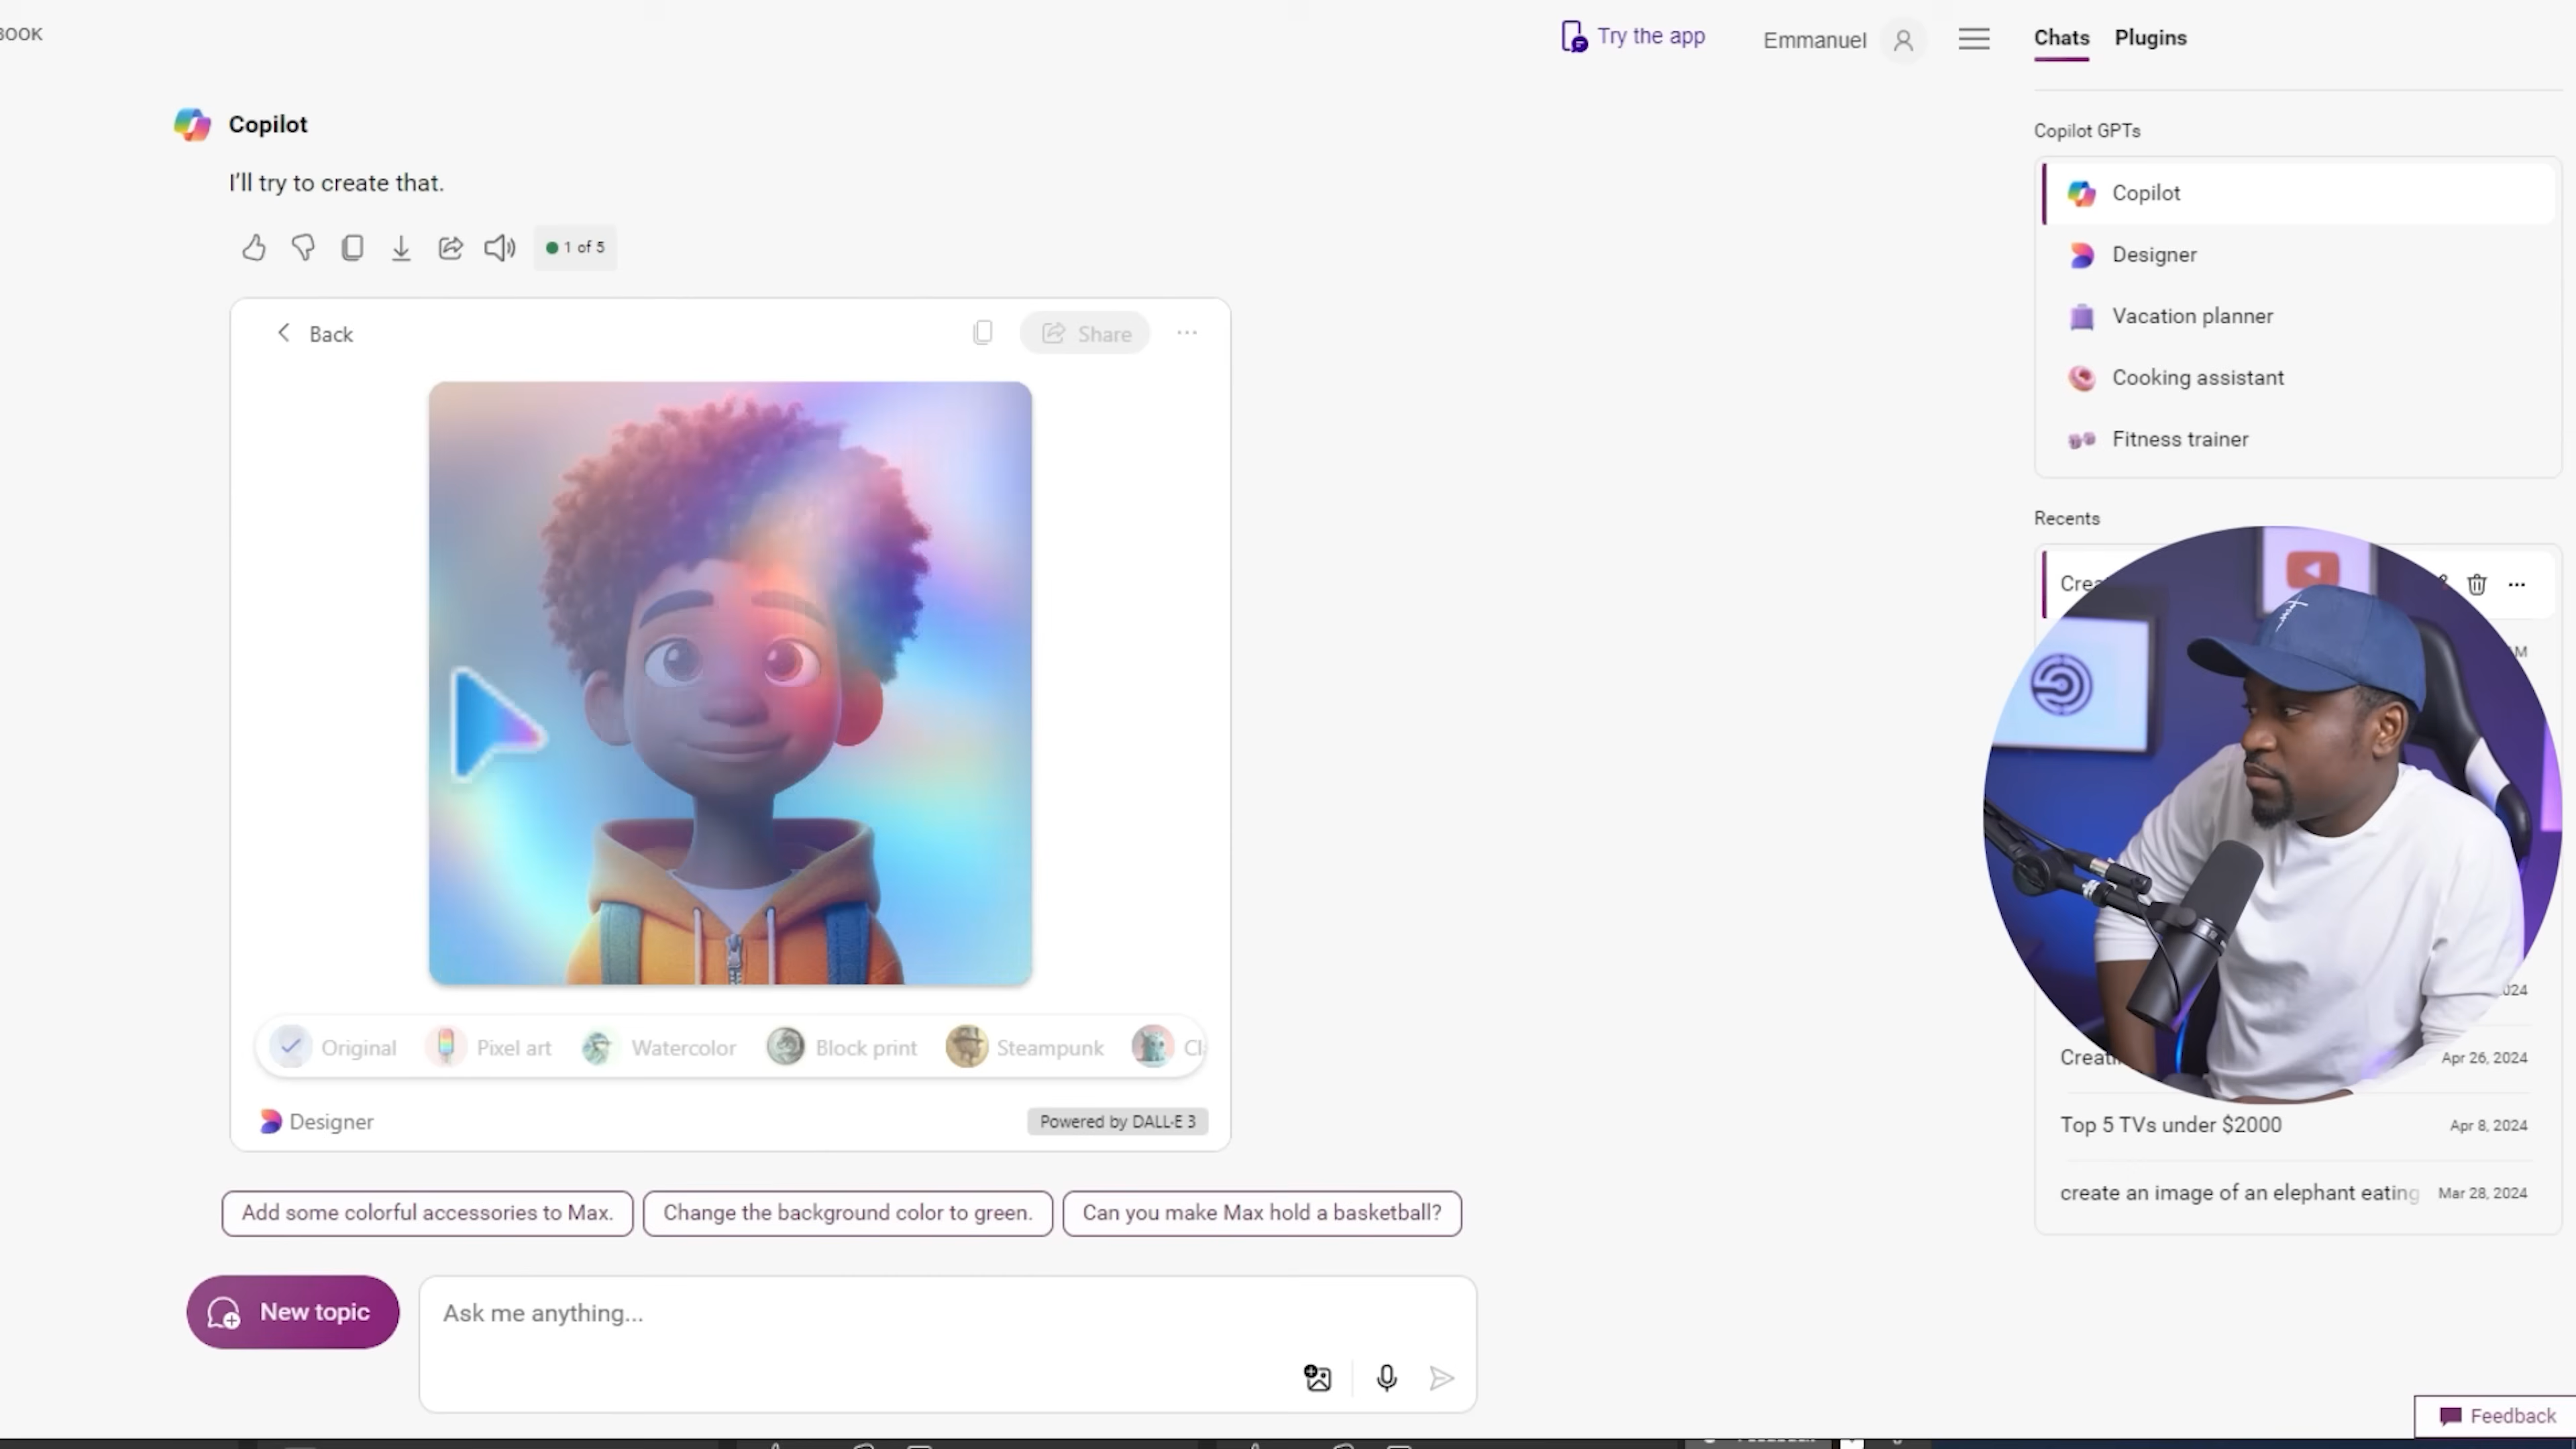 BOOK
Try the app
Emmanuel
Chats Plugins
Copilot
I'll try to create that.
1 of 5
Back
Share
Original Pixel art Watercolor Block print Steampunk
Designer
Powered by DALL·E 3
Add some colorful accessories to Max. Change the background color to green. Can you make Max hold a basketball?
New topic
Ask me anything...
Copilot GPTs
Copilot
Designer
Vacation planner
Cooking assistant
Fitness trainer
Recents
Apr 26, 2024
Top 5 TVs under $2000 Apr 8, 2024
create an image of an elephant eating Mar 28, 2024
Feedback